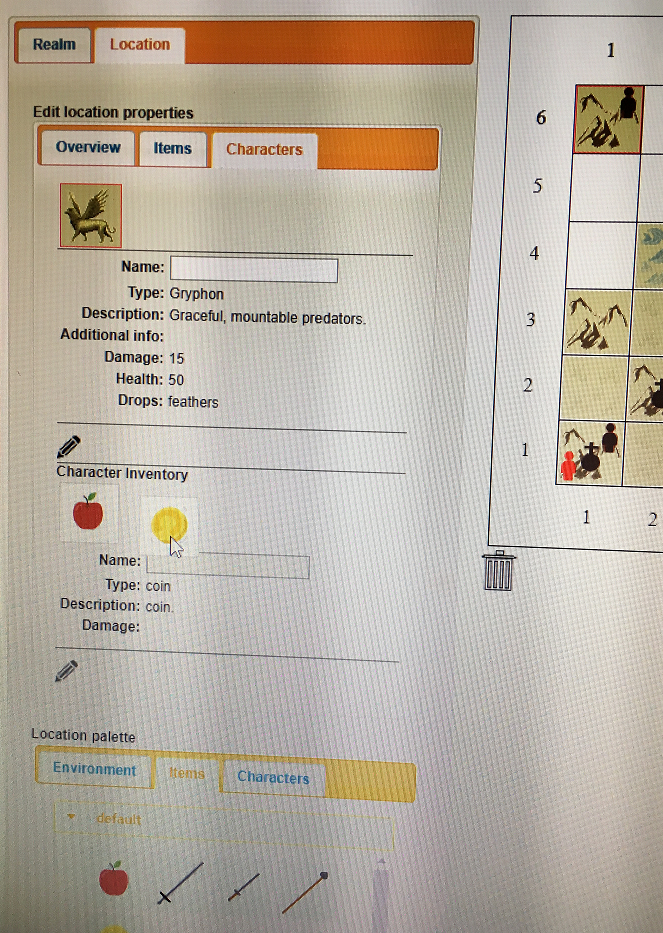 Realm Location
Edit location properties
Overview Items Characters
Name:
Type: Gryphon
Description: Graceful, mountable predators.
Additional info:
Damage: 15
Health: 50
Drops: feathers
Character Inventory
Name:
Type: coin
Description: coin.
Damage:
Location palette
Environment Items Characters
default
1
6
5
4
3
2
1
1 2